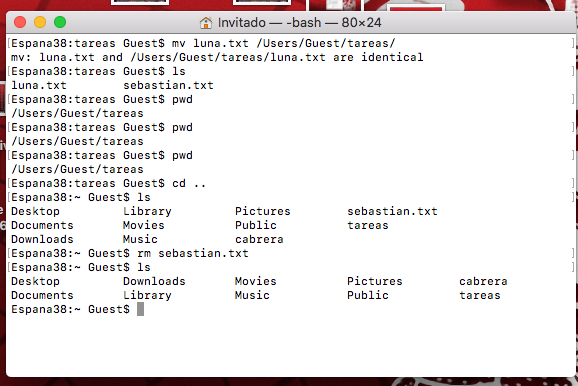 Invitado — -bash — 80×24
[Espana38:tareas Guest$ mv luna.txt /Users/Guest/tareas/ ]
mv: luna.txt and /Users/Guest/tareas/luna.txt are identical
[Espana38:tareas Guest$ ls ]
luna.txt sebastian.txt
[Espana38:tareas Guest$ pwd ]
/Users/Guest/tareas
[Espana38:tareas Guest$ pwd ]
/Users/Guest/tareas
[Espana38:tareas Guest$ pwd ]
/Users/Guest/tareas
[Espana38:tareas Guest$ cd .. ]
[Espana38:~ Guest$ ls ]
Desktop Library Pictures sebastian.txt
Documents Movies Public tareas
Downloads Music cabrera
[Espana38:~ Guest$ rm sebastian.txt ]
[Espana38:~ Guest$ ls ]
Desktop Downloads Movies Pictures cabrera
Documents Library Music Public tareas
Espana38:~ Guest$